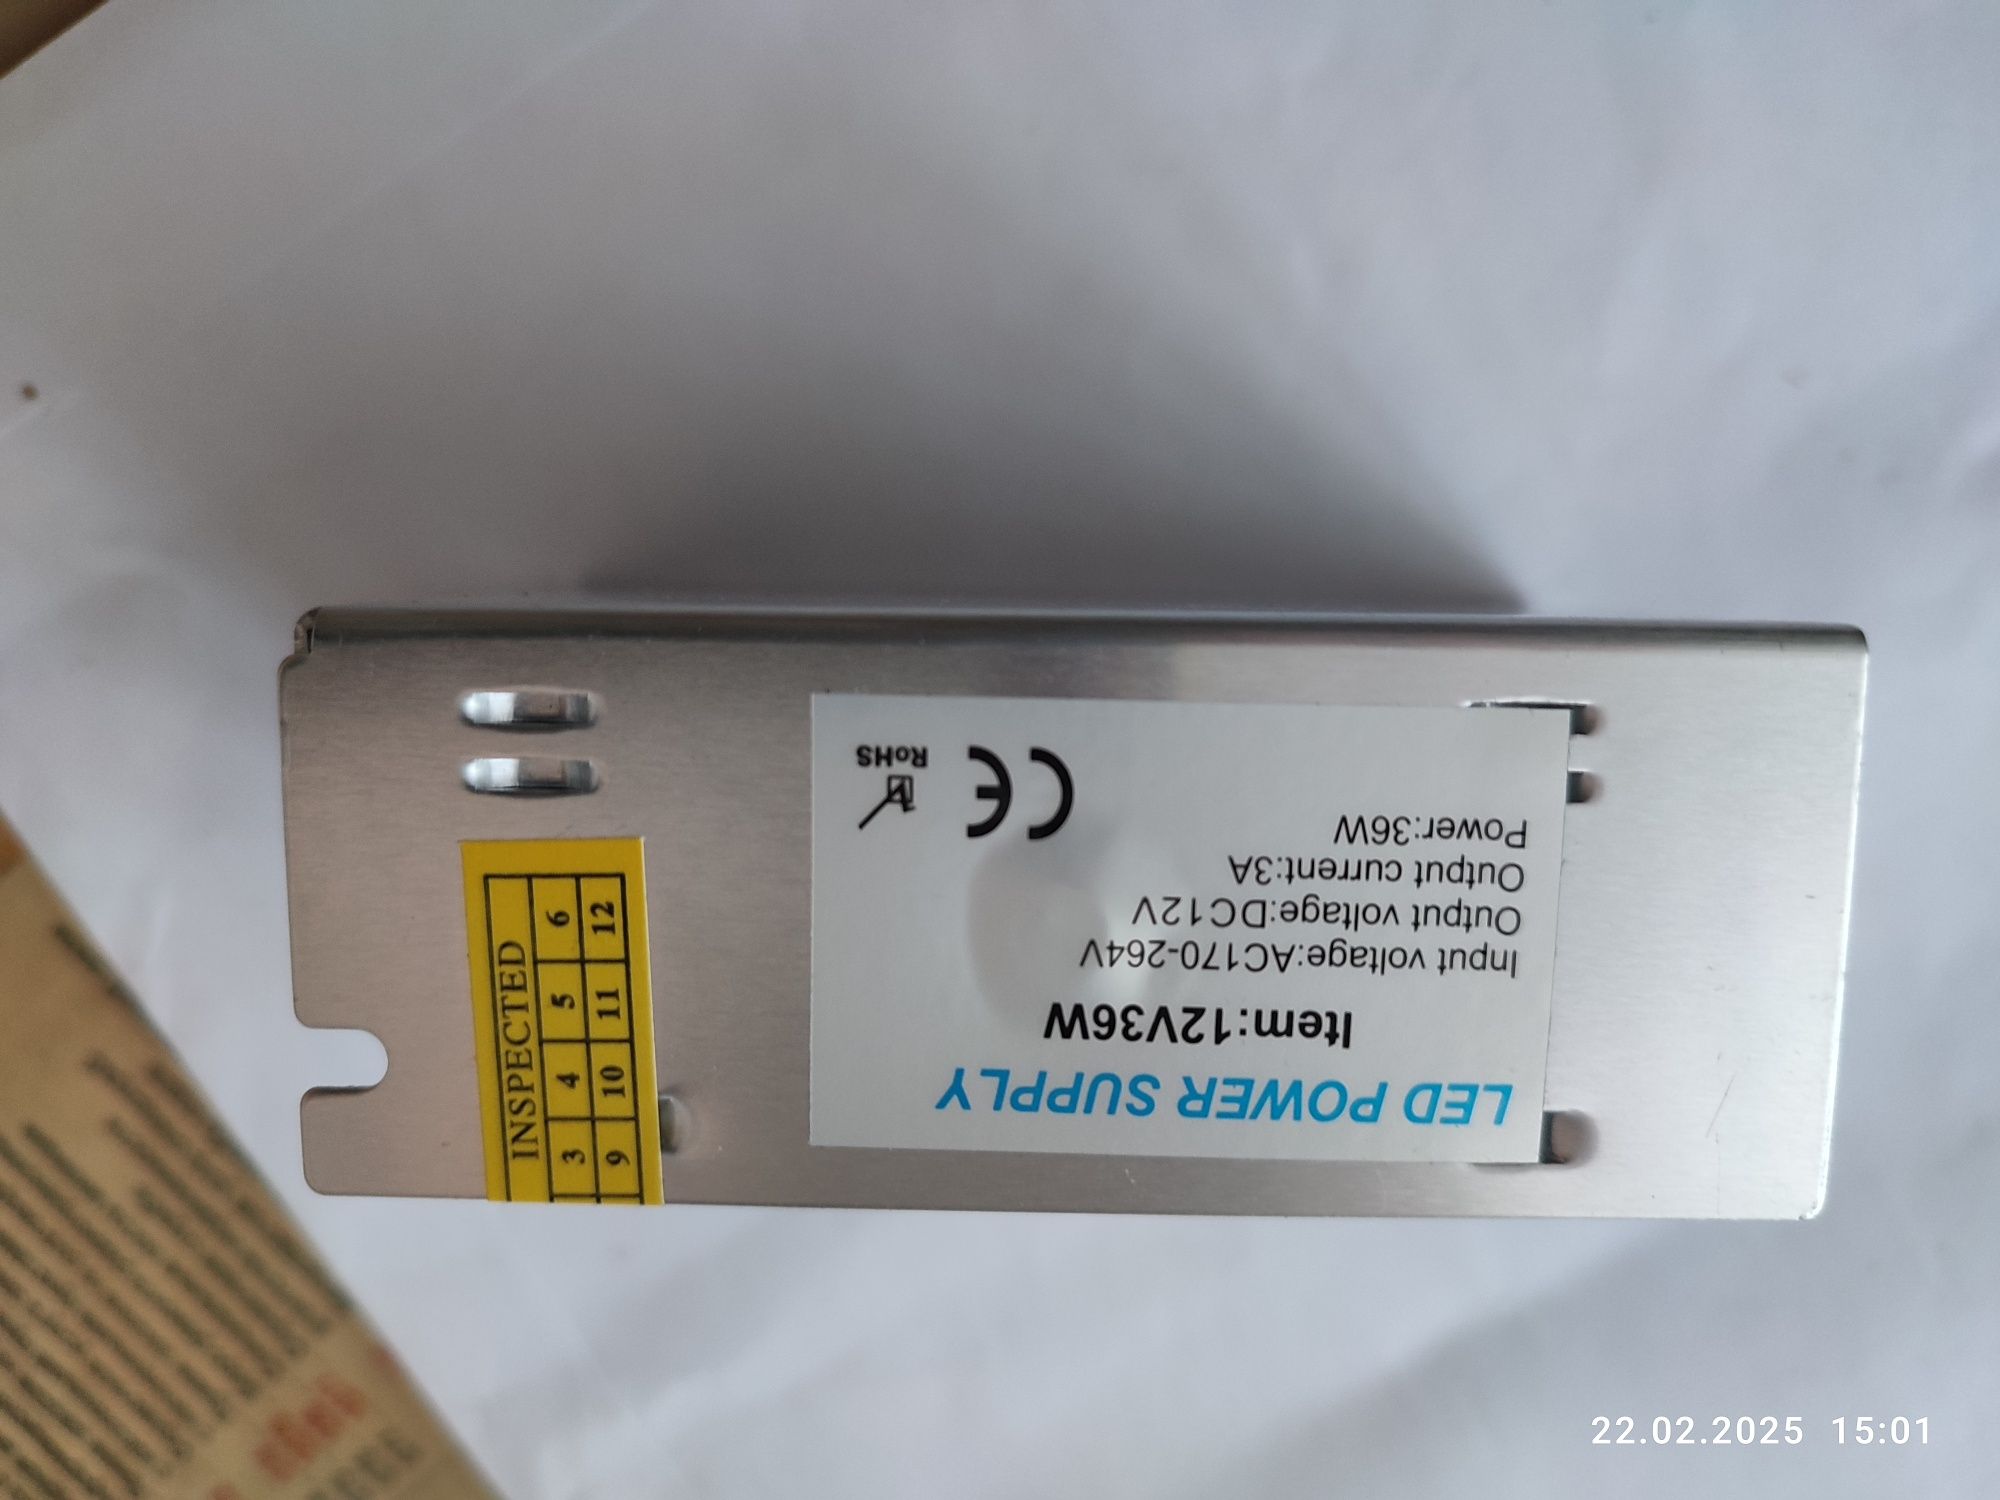 LED POWER SUPPLY
Item:12V36W
Input voltage:AC170-264V
Output voltage:DC12V
Output current:3A
Power:36W
CE
RoHS
INSPECTED
3 4 5 6
9 10 11 12
22.02.2025 15:01